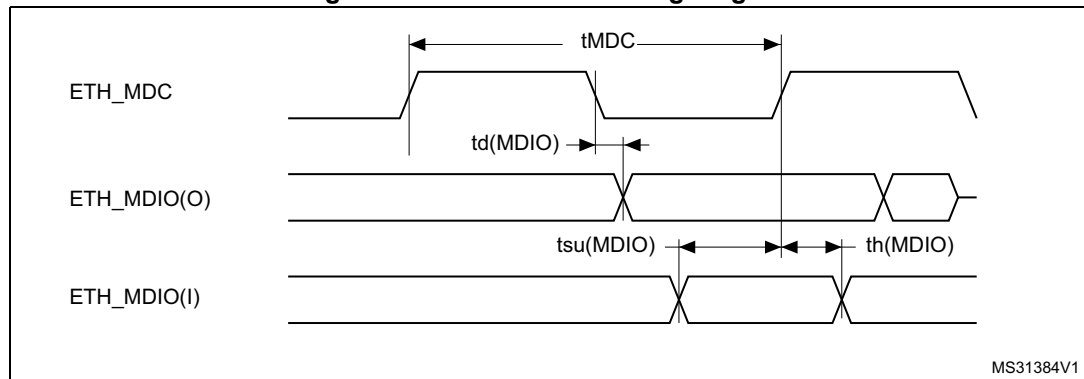 tMDC
ETH_MDC
td(MDIO)
ETH_MDIO(O)
tsu(MDIO) th(MDIO)
ETH_MDIO(I)
MS31384V1